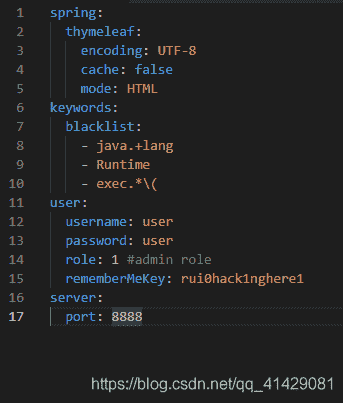 1 spring:
2   thymeleaf:
3     encoding: UTF-8
4     cache: false
5     mode: HTML
6 keywords:
7   blacklist:
8     - java.+lang
9     - Runtime
10     - exec.*\(
11 user:
12   username: user
13   password: user
14   role: 1 #admin role
15   rememberMeKey: rui0hack1nghere1
16 server:
17   port: 8888
https://blog.csdn.net/qq_41429081